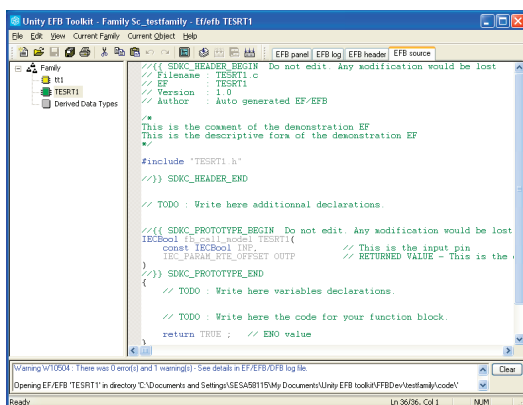 Unity EFB Toolkit - Family Sc_testfamily - Ef/efb TESRT1
File Edit View Current Family Current Object Help
EFB panel EFB log EFB header EFB source
Family
tt1
TESRT1
Derived Data Types
//{{ SDKC_HEADER_BEGIN  Do not edit. Any modification would be lost
// Filename : TESRT1.c
// EF       : TESRT1
// Version  : 1.0
// Author   : Auto generated EF/EFB
/*
This is the comment of the demonstration EF
This is the descriptive form of the demonstration EF
*/
#include "TESRT1.h"
//}} SDKC_HEADER_END
// TODO : Write here additionnal declarations.
//{{ SDKC_PROTOTYPE_BEGIN  Do not edit. Any modification would be lost
IECBool fb_call_model TESRT1(
const IECBool INP,             // This is the input pin
IEC_PARAM_RTE_OFFSET OUTP      // RETURNED VALUE - This is the
)
//}} SDKC_PROTOTYPE_END
{
// TODO : Write here variables declarations.
// TODO : Write here the code for your function block.
return TRUE ;   // ENO value
}
Warning W10504 : There was 0 error(s) and 1 warning(s) - See details in EF/EFB/DFB log file.
Clear
Opening EF/EFB 'TESRT1' in directory 'C:\Documents and Settings\SESA58115\My Documents\Unity EFB toolkit\FFBDev\testfamily\code\'
Ready
Ln 36/36, Col 1
NUM